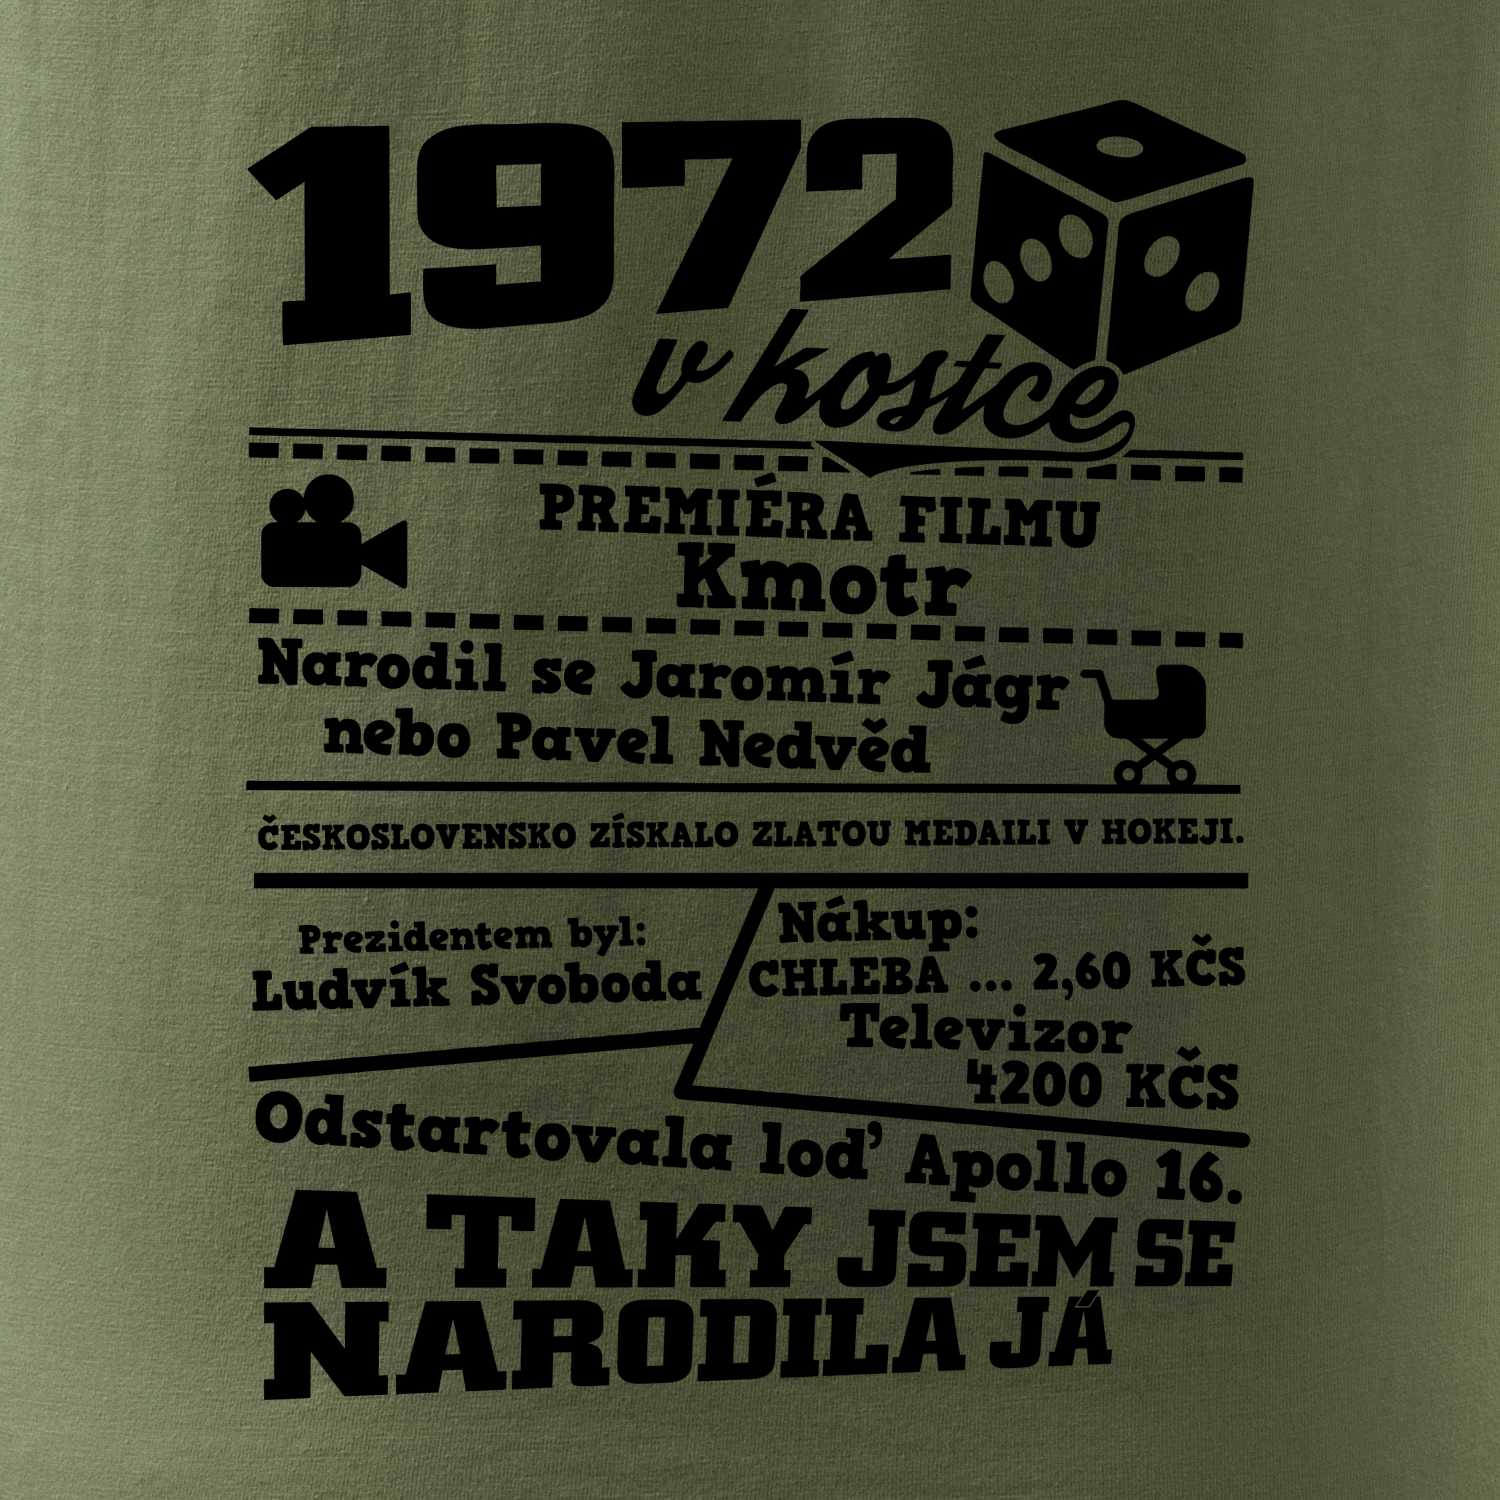 1972
v kostce
PREMIÉRA FILMU
Kmotr
Narodil se Jaromír Jágr
nebo Pavel Nedvěd
ČESKOSLOVENSKO ZÍSKALO ZLATOU MEDAILI V HOKEJI.
Prezidentem byl:
Ludvík Svoboda
Nákup:
CHLEBA ... 2,60 KČS
Televizor
4200 KČS
Odstartovala loď Apollo 16.
A TAKY JSEM SE
NARODILA JÁ